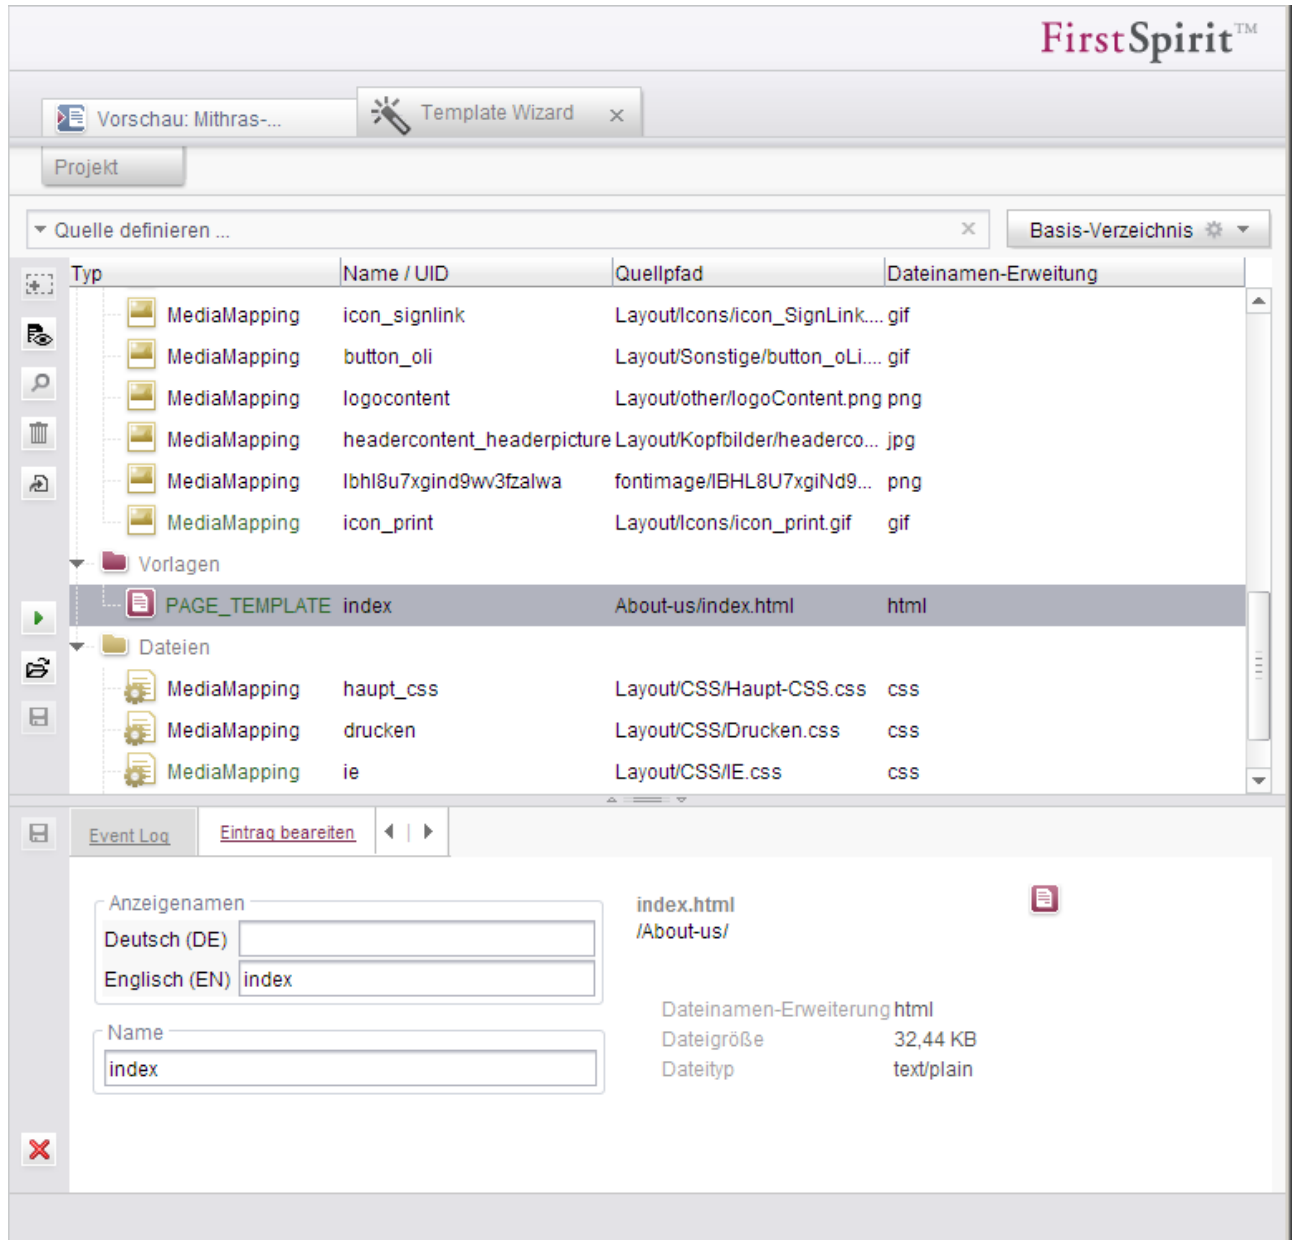 FirstSpirit™
Vorschau: Mithras-...
Template Wizard
Projekt
Quelle definieren ...
Basis-Verzeichnis
Typ Name / UID Quellpfad Dateinamen-Erweitung
MediaMapping icon_signlink Layout/Icons/icon_SignLink.... gif
MediaMapping button_oli Layout/Sonstige/button_oLi.... gif
MediaMapping logocontent Layout/other/logoContent.png png
MediaMapping headercontent_headerpicture Layout/Kopfbilder/headerco... jpg
MediaMapping lbhl8u7xgind9wv3fzalwa fontimage/lBHL8U7xgiNd9... png
MediaMapping icon_print Layout/Icons/icon_print.gif gif
Vorlagen
PAGE_TEMPLATE index About-us/index.html html
Dateien
MediaMapping haupt_css Layout/CSS/Haupt-CSS.css css
MediaMapping drucken Layout/CSS/Drucken.css css
MediaMapping ie Layout/CSS/IE.css css
Event Log
Eintrag beareiten
Anzeigenamen
Deutsch (DE)
Englisch (EN) index
Name
index
index.html
/About-us/
Dateinamen-Erweiterung html
Dateigröße 32,44 KB
Dateityp text/plain